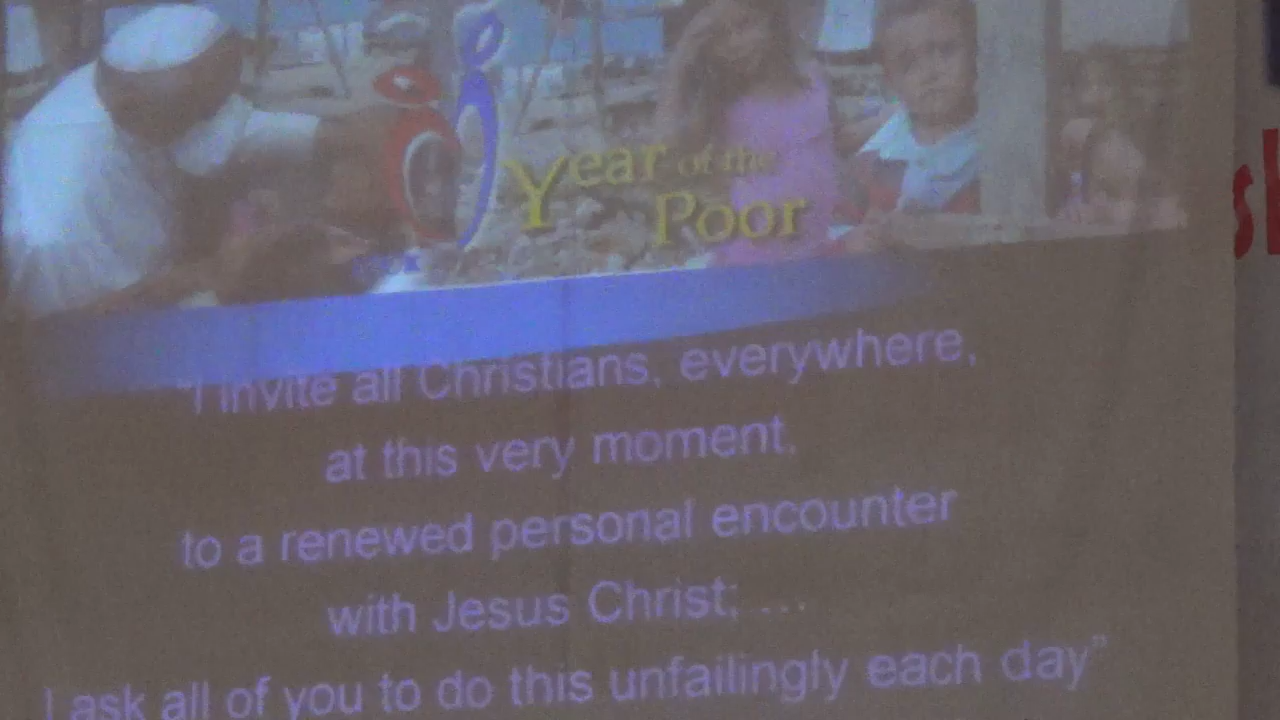 Year of the
Poor
"I invite all Christians, everywhere,
at this very moment,
to a renewed personal encounter
with Jesus Christ; ...
I ask all of you to do this unfailingly each day"